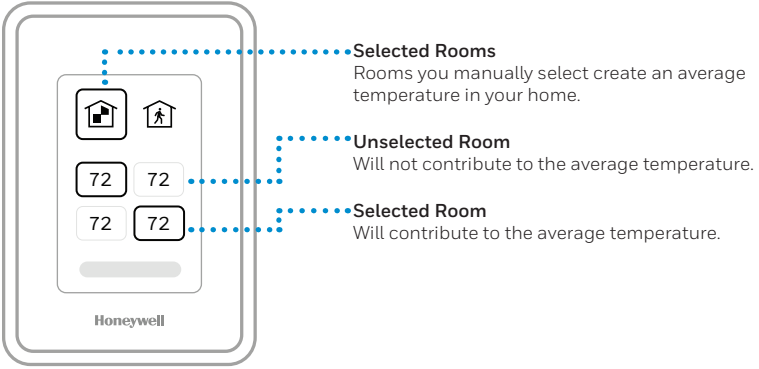 Selected Rooms
Rooms you manually select create an average
temperature in your home.
Unselected Room
Will not contribute to the average temperature.
72 72
Selected Room
72 72
Will contribute to the average temperature.
Honeywell